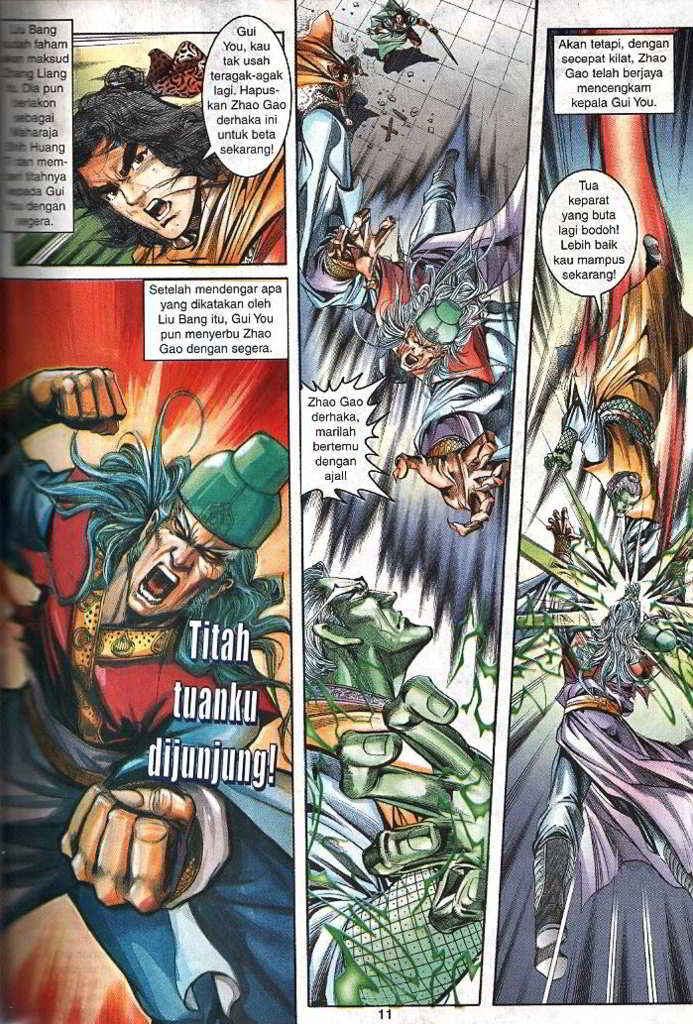 Liu Bang
sudah faham
akan maksud
Zhang Liang
itu. Dia pun
berlakon
sebagai
Maharaja
Shih Huang
Ti dan mem-
beri titahnya
kepada Gui
You dengan
segera.
Gui
You, kau
tak usah
teragak-agak
lagi. Hapus-
kan Zhao Gao
derhaka ini
untuk beta
sekarang!
Setelah mendengar apa
yang dikatakan oleh
Liu Bang itu, Gui You
pun menyerbu Zhao
Gao dengan segera.
Titah
tuanku
dijunjung!
Zhao Gao
derhaka,
marilah
bertemu
dengan
ajal!
Akan tetapi, dengan
secepat kilat, Zhao
Gao telah berjaya
mencengkam
kepala Gui You.
Tua
keparat
yang buta
lagi bodoh!
Lebih baik
kau mampus
sekarang!
11